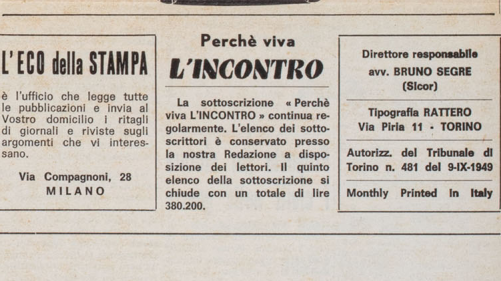 L'ECO della STAMPA
è l'ufficio che legge tutte
le pubblicazioni e invia al
Vostro domicilio i ritagli
di giornali e riviste sugli
argomenti che vi interes-
sano.
Via Compagnoni, 28
MILANO
Perchè viva
L'INCONTRO
La sottoscrizione «Perchè
viva L'INCONTRO» continua re-
golarmente. L'elenco dei sotto-
scrittori è conservato presso
la nostra Redazione a dispo-
sizione dei lettori. Il quinto
elenco della sottoscrizione si
chiude con un totale di lire
380.200.
Direttore responsabile
avv. BRUNO SEGRE
(Sicor)
Tipografia RATTERO
Via Piria 11 - TORINO
Autorizz. del Tribunale di
Torino n. 481 del 9-IX-1949
Monthly Printed in Italy